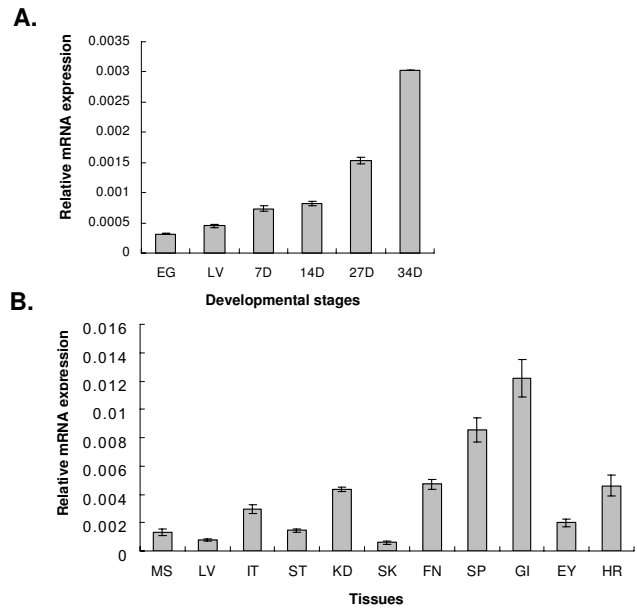 A.
Relative mRNA expression
0.0035
0.003
0.0025
0.002
0.0015
0.001
0.0005
0
EG LV 7D 14D 27D 34D
Developmental stages
B.
Relative mRNA expression
0.016
0.014
0.012
0.01
0.008
0.006
0.004
0.002
0
MS LV IT ST KD SK FN SP GI EY HR
Tissues